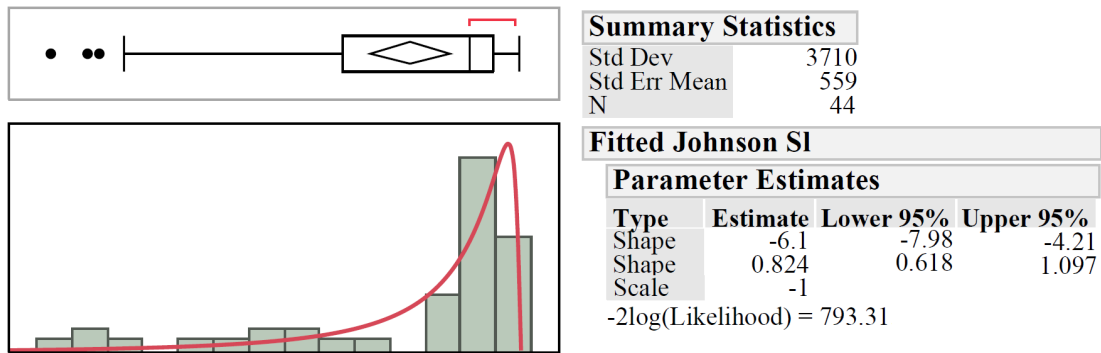 Summary Statistics
Std Dev 3710
Std Err Mean 559
N 44
Fitted Johnson Sl
Parameter Estimates
Type Estimate Lower 95% Upper 95%
Shape -6.1 -7.98 -4.21
Shape 0.824 0.618 1.097
Scale -1
-2log(Likelihood) = 793.31